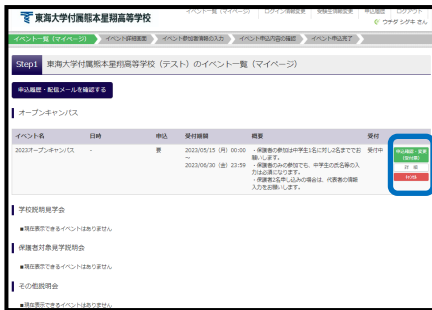 東海大学付属熊本星翔高等学校
イベント一覧（マイページ） ログイン情報変更 受験生情報変更 申込履歴 ログアウト
ウチダ シゲキ さん
イベント一覧（マイページ） イベント詳細画面 イベント参加者情報の入力 イベント申込内容の確認 イベント申込完了
Step1 東海大学付属熊本星翔高等学校（テスト）のイベント一覧（マイページ）
申込履歴・配信メールを確認する
オープンキャンパス
イベント名 日時 申込 受付期間 概要 受付
2023オープンキャンパス - 要 2023/05/15（月）00:00 ・保護者の参加は中学生1名に対し2名まででお 受付中
～ 願いします。
2023/06/30（金）23:59 ・保護者のみの参加でも、中学生の氏名等の入
力は必須になります。
・保護者2名申し込みの場合は、代表者の情報
入力をお願いします。
申込確認・変更
（受付票）
詳細
キャンセル
学校説明見学会
■現在表示できるイベントはありません
保護者対象見学説明会
■現在表示できるイベントはありません
その他説明会
■現在表示できるイベントはありません